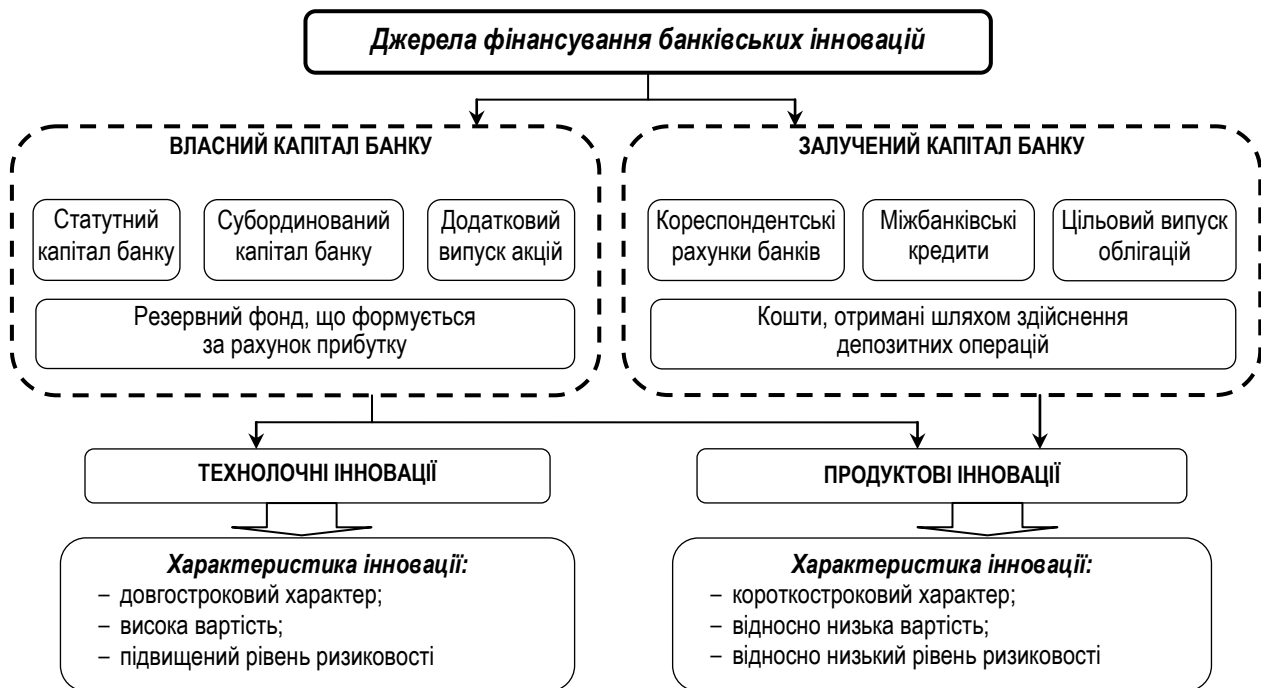 Джерела фінансування банківських інновацій
ВЛАСНИЙ КАПІТАЛ БАНКУ
Статутний
капітал банку
Субординований
капітал банку
Додатковий
випуск акцій
Резервний фонд, що формується
за рахунок прибутку
ЗАЛУЧЕНИЙ КАПІТАЛ БАНКУ
Кореспондентські
рахунки банків
Міжбанківські
кредити
Цільовий випуск
облігацій
Кошти, отримані шляхом здійснення
депозитних операцій
ТЕХНОЛОЧНІ ІННОВАЦІЇ
Характеристика інновації:
– довгостроковий характер;
– висока вартість;
– підвищений рівень ризиковості
ПРОДУКТОВІ ІННОВАЦІЇ
Характеристика інновації:
– короткостроковий характер;
– відносно низька вартість;
– відносно низький рівень ризиковості